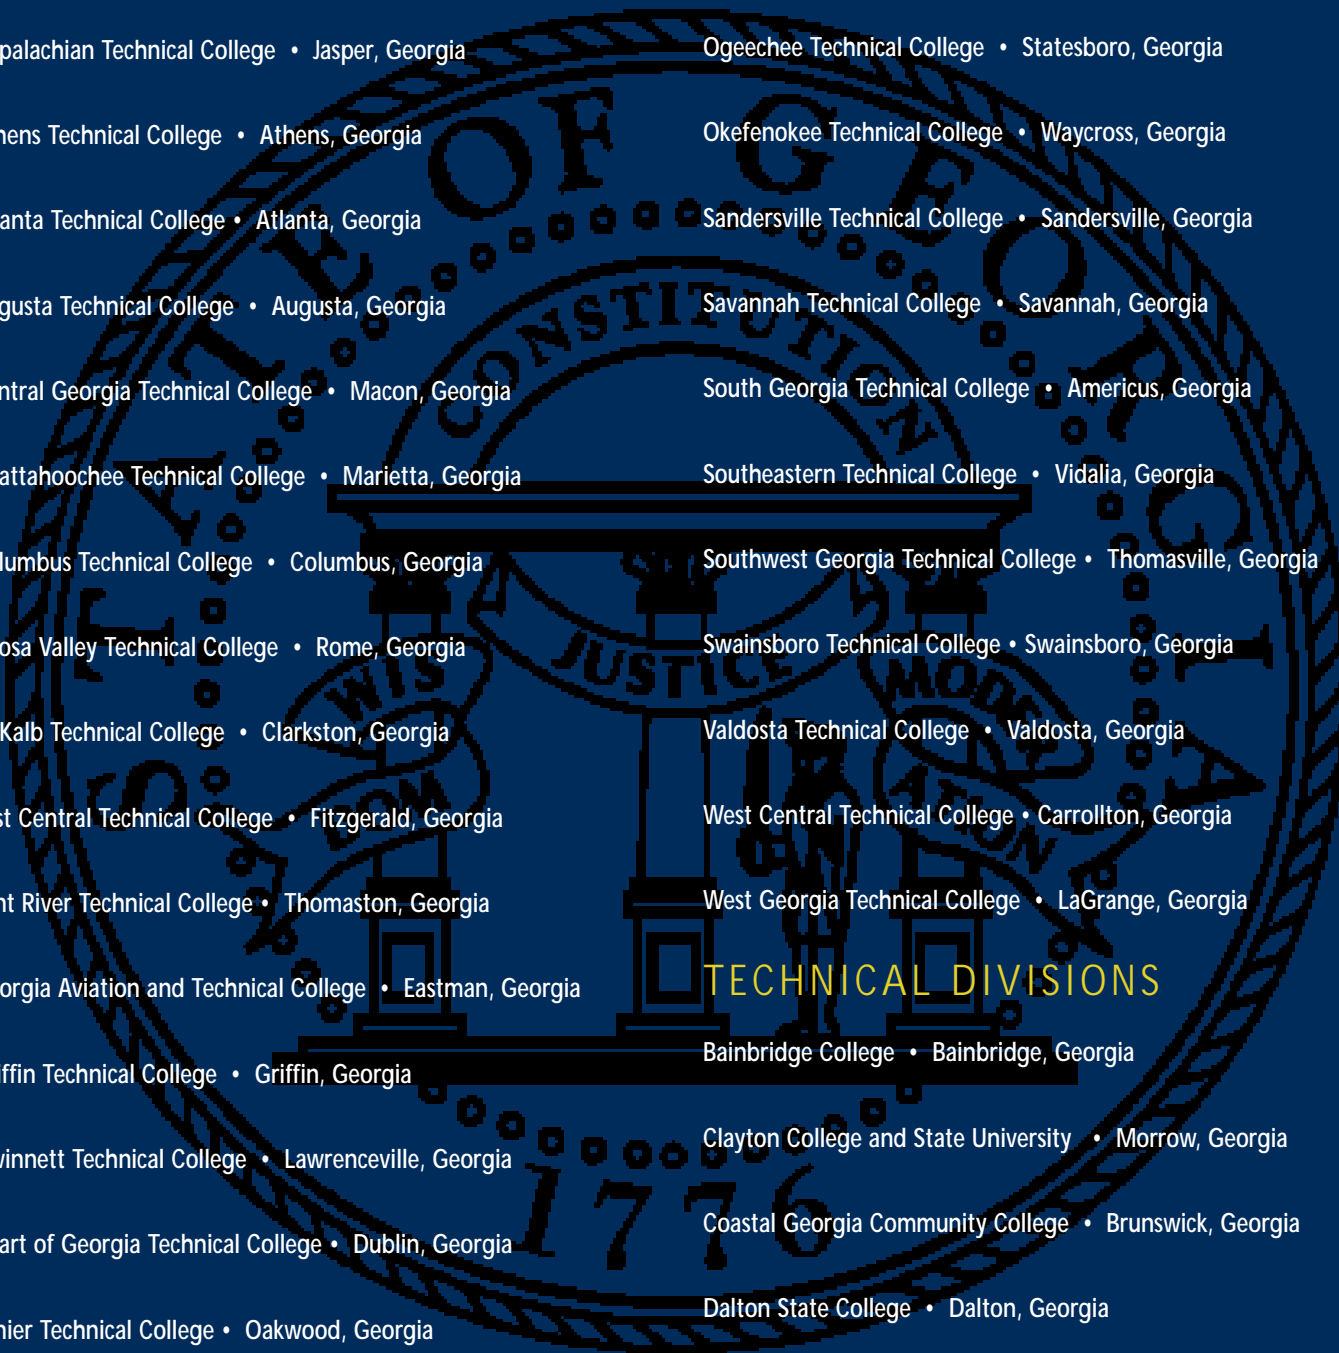 palachian Technical College • Jasper, Georgia
hens Technical College • Athens, Georgia
anta Technical College • Atlanta, Georgia
gusta Technical College • Augusta, Georgia
ntral Georgia Technical College • Macon, Georgia
attahoochee Technical College • Marietta, Georgia
lumbus Technical College • Columbus, Georgia
osa Valley Technical College • Rome, Georgia
Kalb Technical College • Clarkston, Georgia
st Central Technical College • Fitzgerald, Georgia
nt River Technical College • Thomaston, Georgia
orgia Aviation and Technical College • Eastman, Georgia
iffin Technical College • Griffin, Georgia
winnett Technical College • Lawrenceville, Georgia
art of Georgia Technical College • Dublin, Georgia
nier Technical College • Oakwood, Georgia
Ogeechee Technical College • Statesboro, Georgia
Okefenokee Technical College • Waycross, Georgia
Sandersville Technical College • Sandersville, Georgia
Savannah Technical College • Savannah, Georgia
South Georgia Technical College • Americus, Georgia
Southeastern Technical College • Vidalia, Georgia
Southwest Georgia Technical College • Thomasville, Georgia
Swainsboro Technical College • Swainsboro, Georgia
Valdosta Technical College • Valdosta, Georgia
West Central Technical College • Carrollton, Georgia
West Georgia Technical College • LaGrange, Georgia
TECHNICAL DIVISIONS
Bainbridge College • Bainbridge, Georgia
Clayton College and State University • Morrow, Georgia
Coastal Georgia Community College • Brunswick, Georgia
Dalton State College • Dalton, Georgia
STATE OF GEORGIA
CONSTITUTION
WIS
DOM
JUSTICE
MODER
ATION
1776